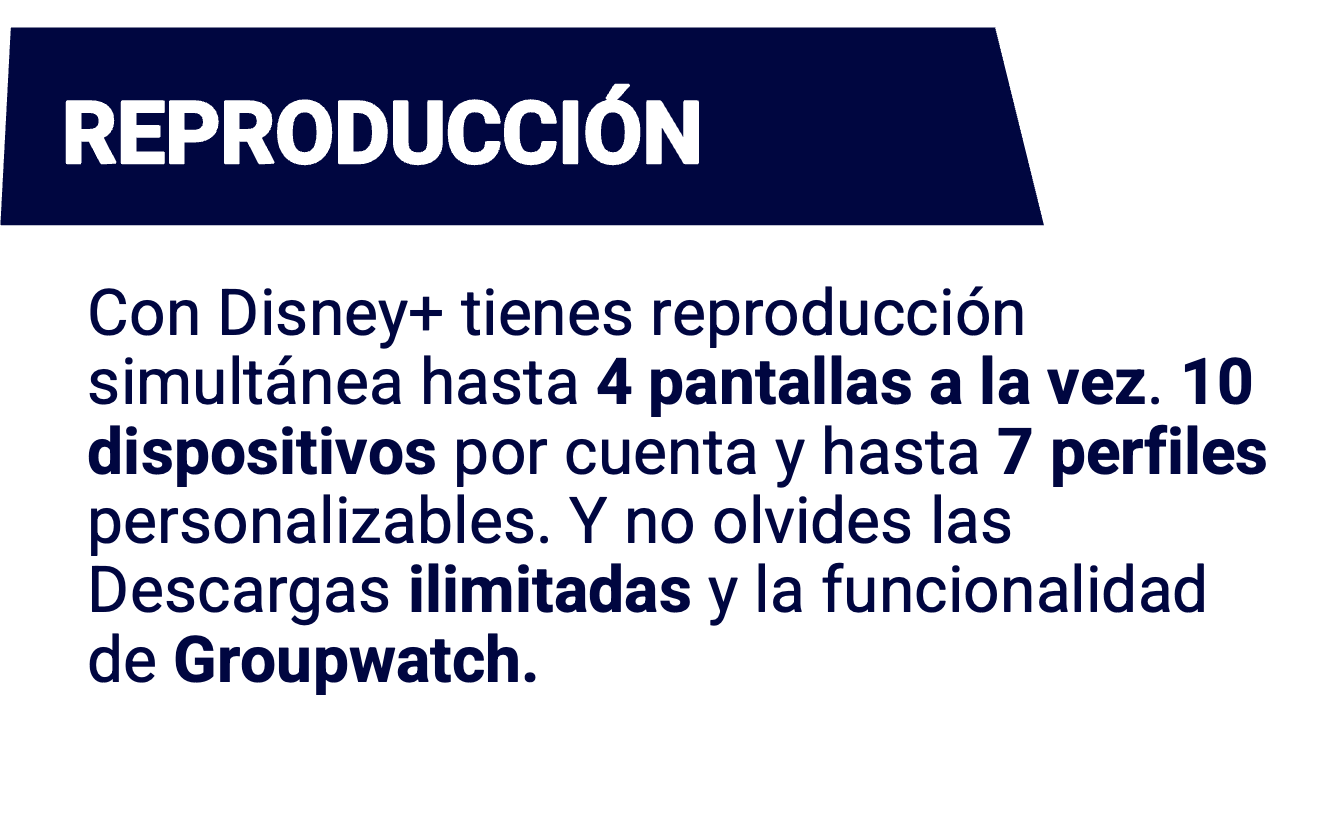 REPRODUCCIÓN
Con Disney+ tienes reproducción
simultánea hasta 4 pantallas a la vez. 10
dispositivos por cuenta y hasta 7 perfiles
personalizables. Y no olvides las
Descargas ilimitadas y la funcionalidad
de Groupwatch.